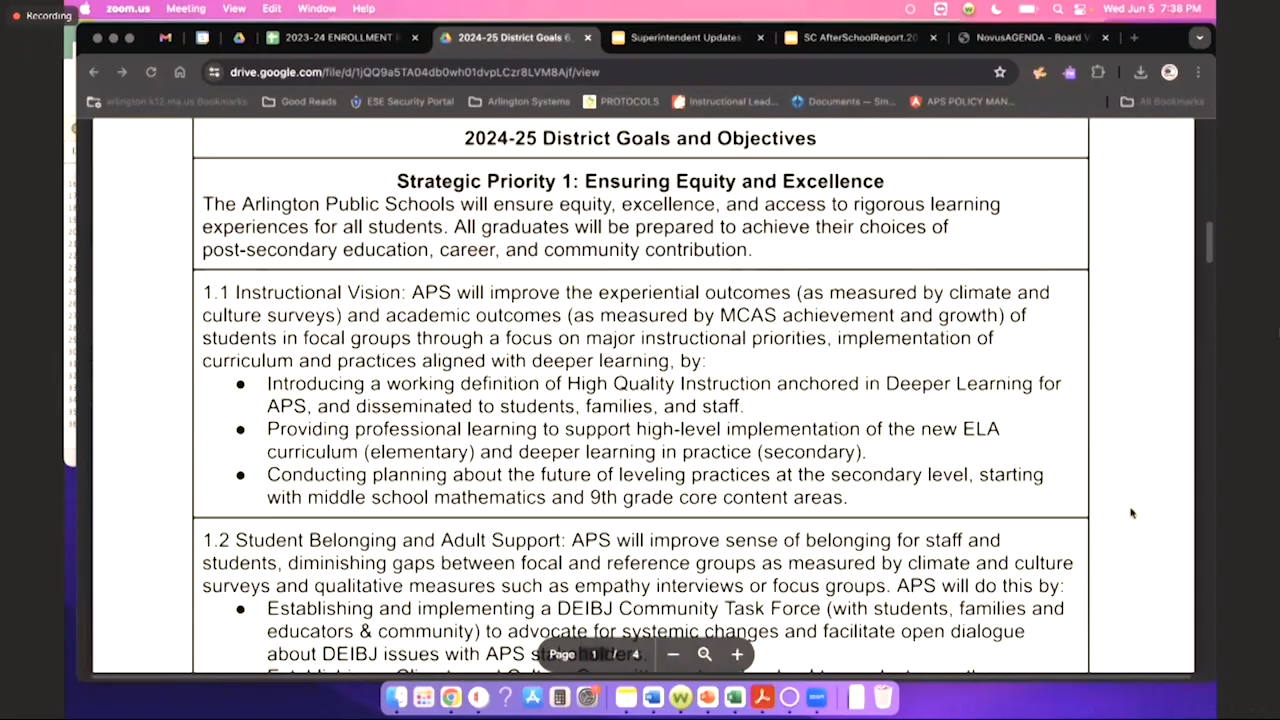 Recording
zoom.us Meeting View Edit Window Help
Wed Jun 5 7:38 PM
2023-24 ENROLLMENT
2024-25 District Goals 6
Superintendent Updates
SC AfterSchoolReport.20
NovusAGENDA - Board V
drive.google.com/file/d/1jQQ9a5TA04db0wh01dvpLCzr8LVM8Ajf/view
arlington.k12.ma.us Bookmarks
Good Reads
ESE Security Portal
Arlington Systems
PROTOCOLS
Instructional Lead...
Documents — Sm...
APS POLICY MAN...
All Bookmarks
2024-25 District Goals and Objectives
Strategic Priority 1: Ensuring Equity and Excellence
The Arlington Public Schools will ensure equity, excellence, and access to rigorous learning
experiences for all students. All graduates will be prepared to achieve their choices of
post-secondary education, career, and community contribution.
1.1 Instructional Vision: APS will improve the experiential outcomes (as measured by climate and
culture surveys) and academic outcomes (as measured by MCAS achievement and growth) of
students in focal groups through a focus on major instructional priorities, implementation of
curriculum and practices aligned with deeper learning, by:
● Introducing a working definition of High Quality Instruction anchored in Deeper Learning for
APS, and disseminated to students, families, and staff.
● Providing professional learning to support high-level implementation of the new ELA
curriculum (elementary) and deeper learning in practice (secondary).
● Conducting planning about the future of leveling practices at the secondary level, starting
with middle school mathematics and 9th grade core content areas.
1.2 Student Belonging and Adult Support: APS will improve sense of belonging for staff and
students, diminishing gaps between focal and reference groups as measured by climate and culture
surveys and qualitative measures such as empathy interviews or focus groups. APS will do this by:
● Establishing and implementing a DEIBJ Community Task Force (with students, families and
educators & community) to advocate for systemic changes and facilitate open dialogue
about DEIBJ issues with APS stakeholders.
Page 1 / 4